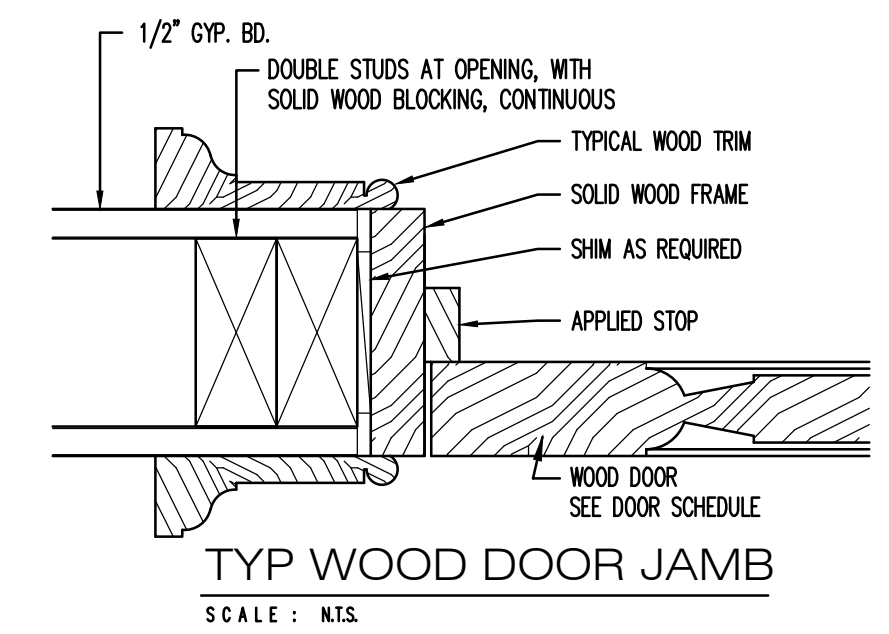 1/2" GYP. BD.
DOUBLE STUDS AT OPENING, WITH
SOLID WOOD BLOCKING, CONTINUOUS
TYPICAL WOOD TRIM
SOLID WOOD FRAME
SHIM AS REQUIRED
APPLIED STOP
WOOD DOOR
SEE DOOR SCHEDULE
TYP WOOD DOOR JAMB
SCALE : N.T.S.